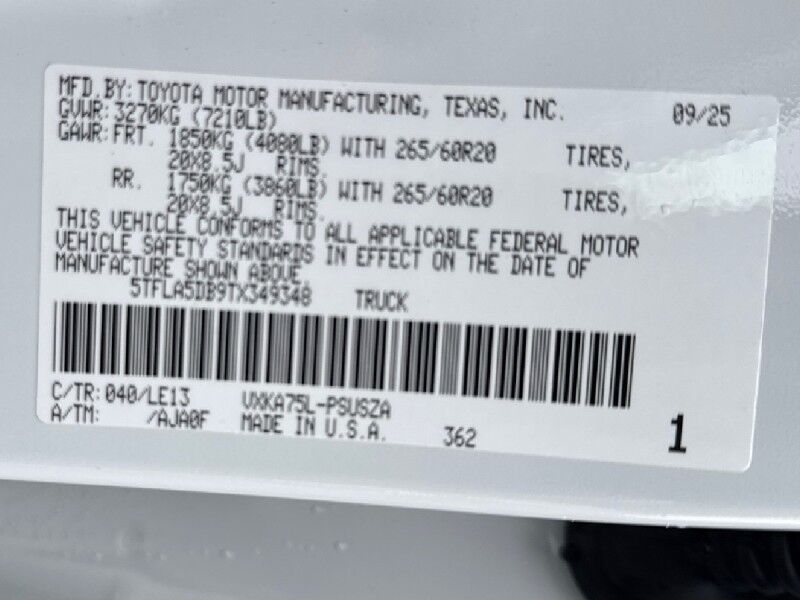 MFD.BY: TOYOTA MOTOR MANUFACTURING, TEXAS, INC. 09/25
GVWR: 3270KG (7210LB)
GAWR: FRT. 1850KG (4080LB) WITH 265/60R20 TIRES,
20X8.5J RIMS.
RR. 1750KG (3860LB) WITH 265/60R20 TIRES,
20X8.5J RIMS.
THIS VEHICLE CONFORMS TO ALL APPLICABLE FEDERAL MOTOR
VEHICLE SAFETY STANDARDS IN EFFECT ON THE DATE OF
MANUFACTURE SHOWN ABOVE.
5TFLA5DB9TX349348 TRUCK
C/TR: 040/LE13 VXKA75L-PSUSZA
A/TM: /AJA0F MADE IN U.S.A. 362 1